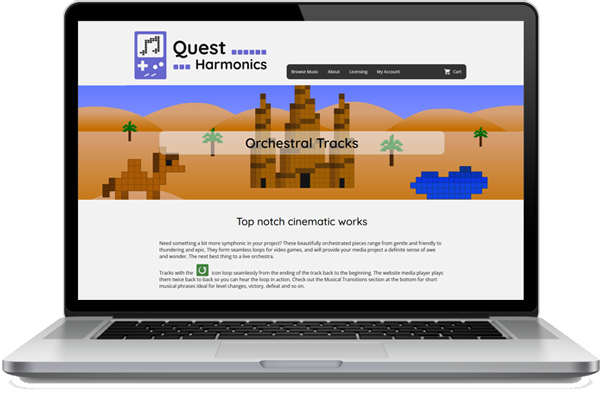 Quest
Harmonics
Browse Music About Licensing My Account Cart
Orchestral Tracks
Top notch cinematic works
Need something a bit more symphonic in your project? These beautifully orchestrated pieces range from gentle and friendly to
thundering and epic. They form seamless loops for video games, and will provide your media project a definite sense of awe
and wonder. The next best thing to a live orchestra.
Tracks with the icon loop seamlessly from the ending of the track back to the beginning. The website media player plays
them twice back to back so you can hear the loop in action. Check out the Musical Transitions section at the bottom for short
musical phrases ideal for level changes, victory, defeat and so on.